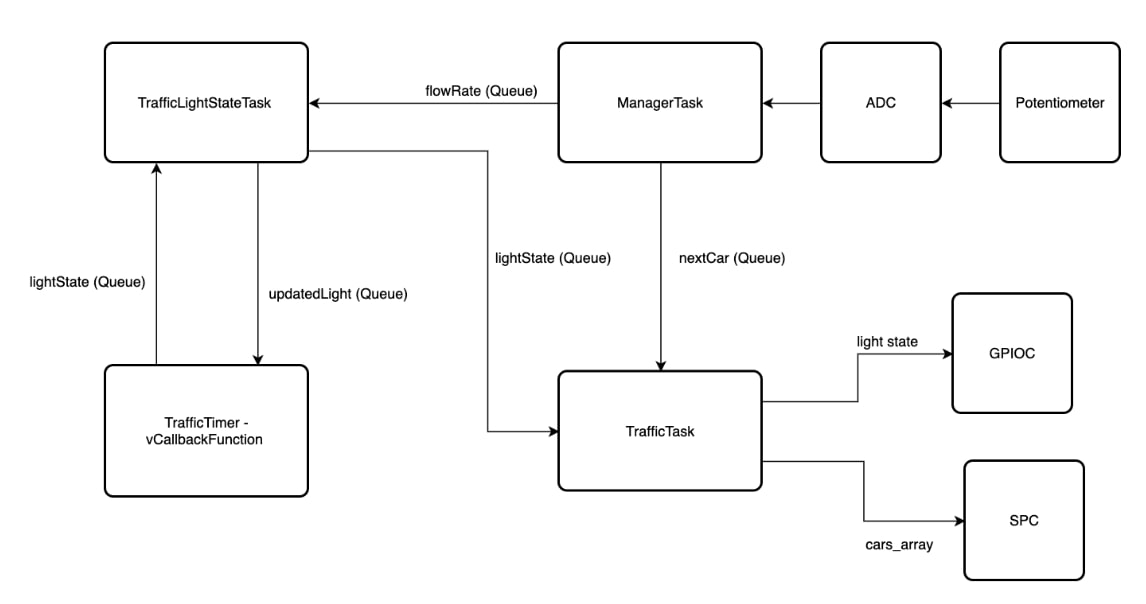 TrafficLightStateTask
flowRate (Queue)
ManagerTask
ADC
Potentiometer
lightState (Queue)
nextCar (Queue)
lightState (Queue)
updatedLight (Queue)
light state
GPIOC
TrafficTimer -
vCallbackFunction
TrafficTask
SPC
cars_array